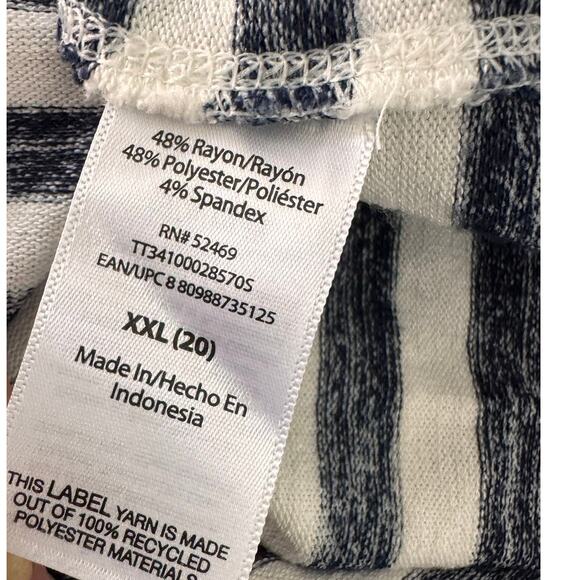 48% Rayon/Rayón
48% Polyester/Poliéster
4% Spandex
RN# 52469
TT34100028570S
EAN/UPC 8 80988735125
XXL (20)
Made In/Hecho En
Indonesia
THIS LABEL YARN IS MADE
OUT OF 100% RECYCLED
POLYESTER MATERIALS